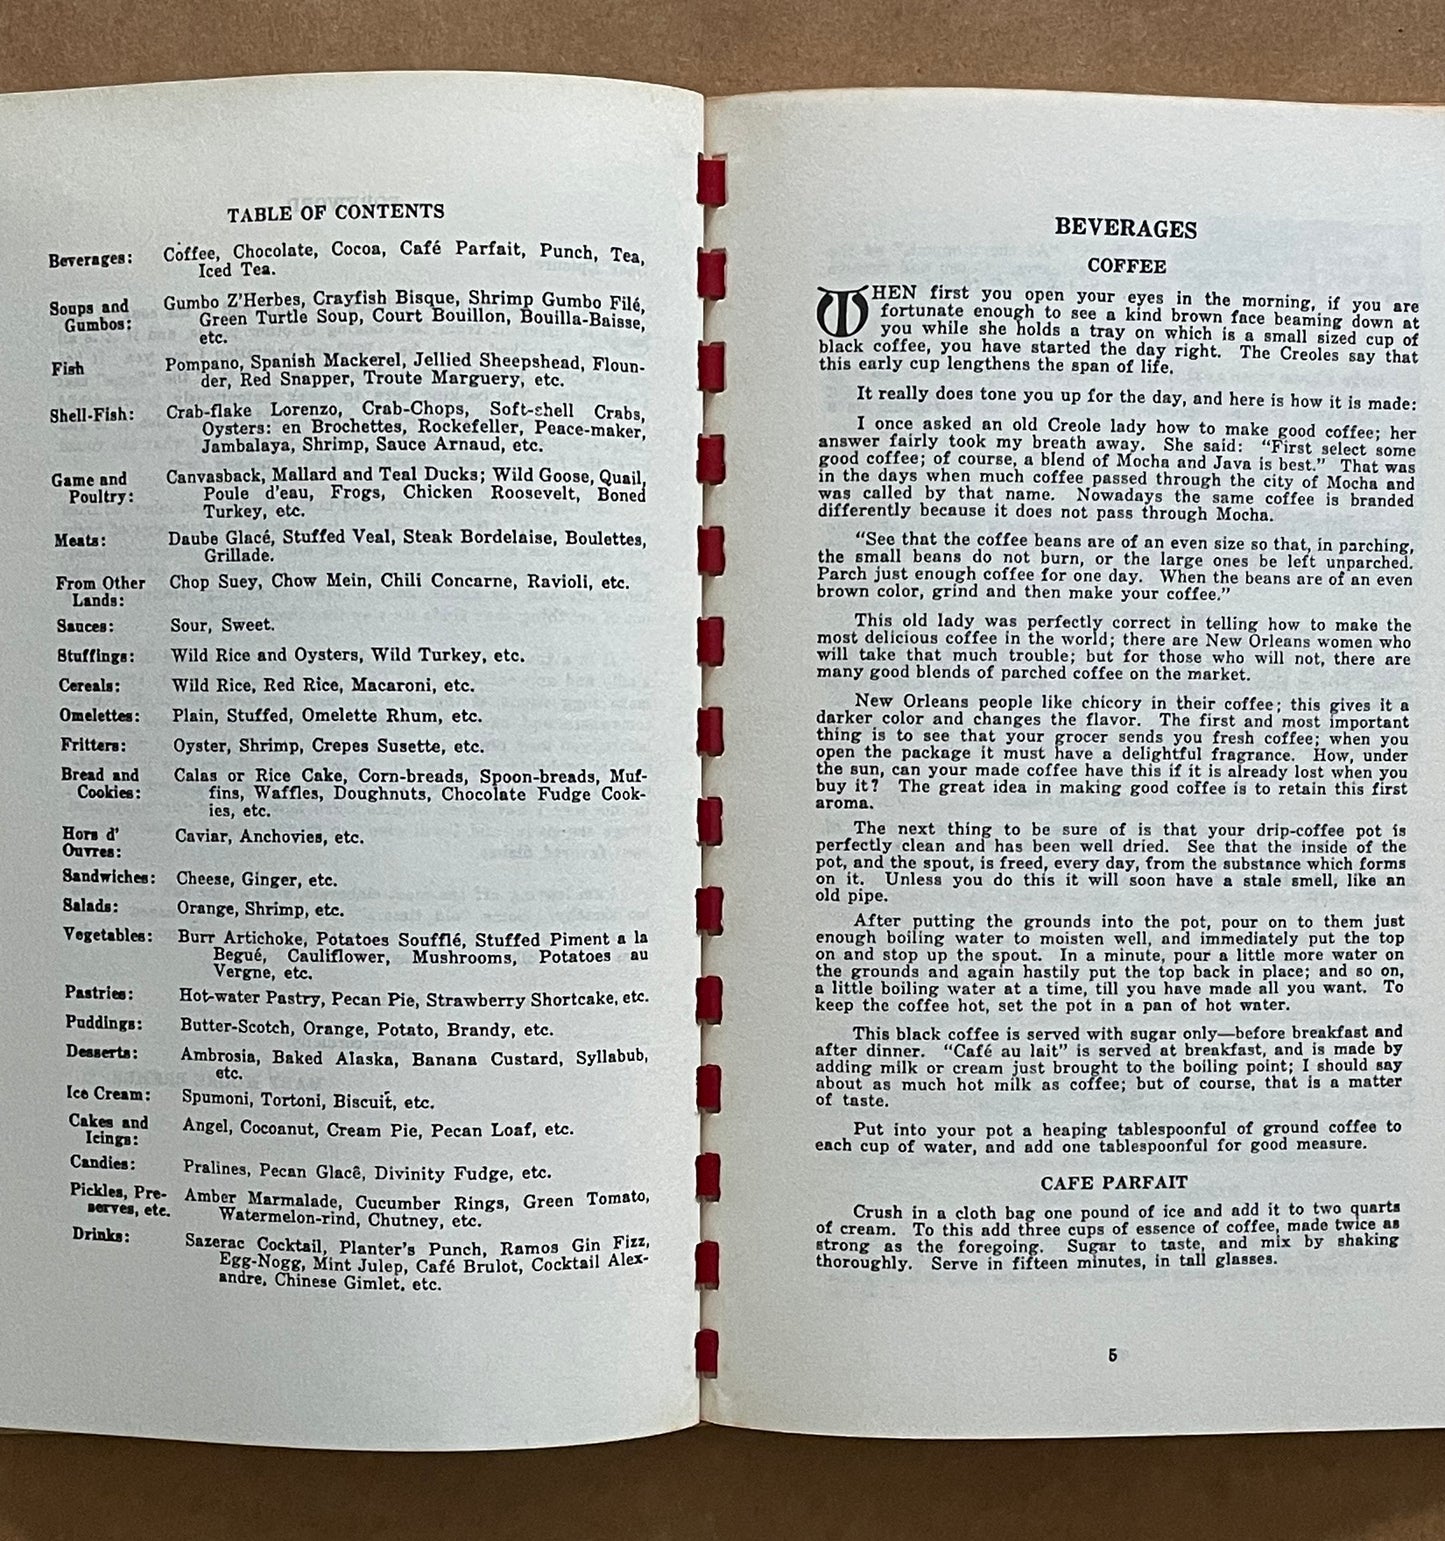 TABLE OF CONTENTS
Beverages: Coffee, Chocolate, Cocoa, Café Parfait, Punch, Tea,
Iced Tea.
Soups and Gumbo Z'Herbes, Crayfish Bisque, Shrimp Gumbo Filé,
Gumbos: Green Turtle Soup, Court Bouillon, Bouilla-Baisse,
etc.
Fish Pompano, Spanish Mackerel, Jellied Sheepshead, Floun-
der, Red Snapper, Troute Marguery, etc.
Shell-Fish: Crab-flake Lorenzo, Crab-Chops, Soft-shell Crabs,
Oysters: en Brochettes, Rockefeller, Peace-maker,
Jambalaya, Shrimp, Sauce Arnaud, etc.
Game and Canvasback, Mallard and Teal Ducks; Wild Goose, Quail,
Poultry: Poule d'eau, Frogs, Chicken Roosevelt, Boned
Turkey, etc.
Meats: Daube Glacé, Stuffed Veal, Steak Bordelaise, Boulettes,
Grillade.
From Other Chop Suey, Chow Mein, Chili Concarne, Ravioli, etc.
Lands:
Sauces: Sour, Sweet.
Stuffings: Wild Rice and Oysters, Wild Turkey, etc.
Cereals: Wild Rice, Red Rice, Macaroni, etc.
Omelettes: Plain, Stuffed, Omelette Rhum, etc.
Fritters: Oyster, Shrimp, Crepes Susette, etc.
Bread and Calas or Rice Cake, Corn-breads, Spoon-breads, Muf-
Cookies: fins, Waffles, Doughnuts, Chocolate Fudge Cook-
ies, etc.
Hors d' Caviar, Anchovies, etc.
Ouvres:
Sandwiches: Cheese, Ginger, etc.
Salads: Orange, Shrimp, etc.
Vegetables: Burr Artichoke, Potatoes Soufflé, Stuffed Piment a la
Begué, Cauliflower, Mushrooms, Potatoes au
Vergne, etc.
Pastries: Hot-water Pastry, Pecan Pie, Strawberry Shortcake, etc.
Puddings: Butter-Scotch, Orange, Potato, Brandy, etc.
Desserts: Ambrosia, Baked Alaska, Banana Custard, Syllabub,
etc.
Ice Cream: Spumoni, Tortoni, Biscuit, etc.
Cakes and Angel, Cocoanut, Cream Pie, Pecan Loaf, etc.
Icings:
Candies: Pralines, Pecan Glacê, Divinity Fudge, etc.
Pickles, Pre- Amber Marmalade, Cucumber Rings, Green Tomato,
serves, etc. Watermelon-rind, Chutney, etc.
Drinks: Sazerac Cocktail, Planter's Punch, Ramos Gin Fizz,
Egg-Nogg, Mint Julep, Café Brulot, Cocktail Alex-
andre, Chinese Gimlet, etc.
BEVERAGES
COFFEE
WHEN first you open your eyes in the morning, if you are
fortunate enough to see a kind brown face beaming down at
you while she holds a tray on which is a small sized cup of
black coffee, you have started the day right. The Creoles say that
this early cup lengthens the span of life.
It really does tone you up for the day, and here is how it is made:
I once asked an old Creole lady how to make good coffee; her
answer fairly took my breath away. She said: "First select some
good coffee; of course, a blend of Mocha and Java is best." That was
in the days when much coffee passed through the city of Mocha and
was called by that name. Nowadays the same coffee is branded
differently because it does not pass through Mocha.
"See that the coffee beans are of an even size so that, in parching,
the small beans do not burn, or the large ones be left unparched.
Parch just enough coffee for one day. When the beans are of an even
brown color, grind and then make your coffee."
This old lady was perfectly correct in telling how to make the
most delicious coffee in the world; there are New Orleans women who
will take that much trouble; but for those who will not, there are
many good blends of parched coffee on the market.
New Orleans people like chicory in their coffee; this gives it a
darker color and changes the flavor. The first and most important
thing is to see that your grocer sends you fresh coffee; when you
open the package it must have a delightful fragrance. How, under
the sun, can your made coffee have this if it is already lost when you
buy it? The great idea in making good coffee is to retain this first
aroma.
The next thing to be sure of is that your drip-coffee pot is
perfectly clean and has been well dried. See that the inside of the
pot, and the spout, is freed, every day, from the substance which forms
on it. Unless you do this it will soon have a stale smell, like an
old pipe.
After putting the grounds into the pot, pour on to them just
enough boiling water to moisten well, and immediately put the top
on and stop up the spout. In a minute, pour a little more water on
the grounds and again hastily put the top back in place; and so on,
a little boiling water at a time, till you have made all you want. To
keep the coffee hot, set the pot in a pan of hot water.
This black coffee is served with sugar only—before breakfast and
after dinner. "Café au lait" is served at breakfast, and is made by
adding milk or cream just brought to the boiling point; I should say
about as much hot milk as coffee; but of course, that is a matter
of taste.
Put into your pot a heaping tablespoonful of ground coffee to
each cup of water, and add one tablespoonful for good measure.
CAFE PARFAIT
Crush in a cloth bag one pound of ice and add it to two quarts
of cream. To this add three cups of essence of coffee, made twice as
strong as the foregoing. Sugar to taste, and mix by shaking
thoroughly. Serve in fifteen minutes, in tall glasses.
5